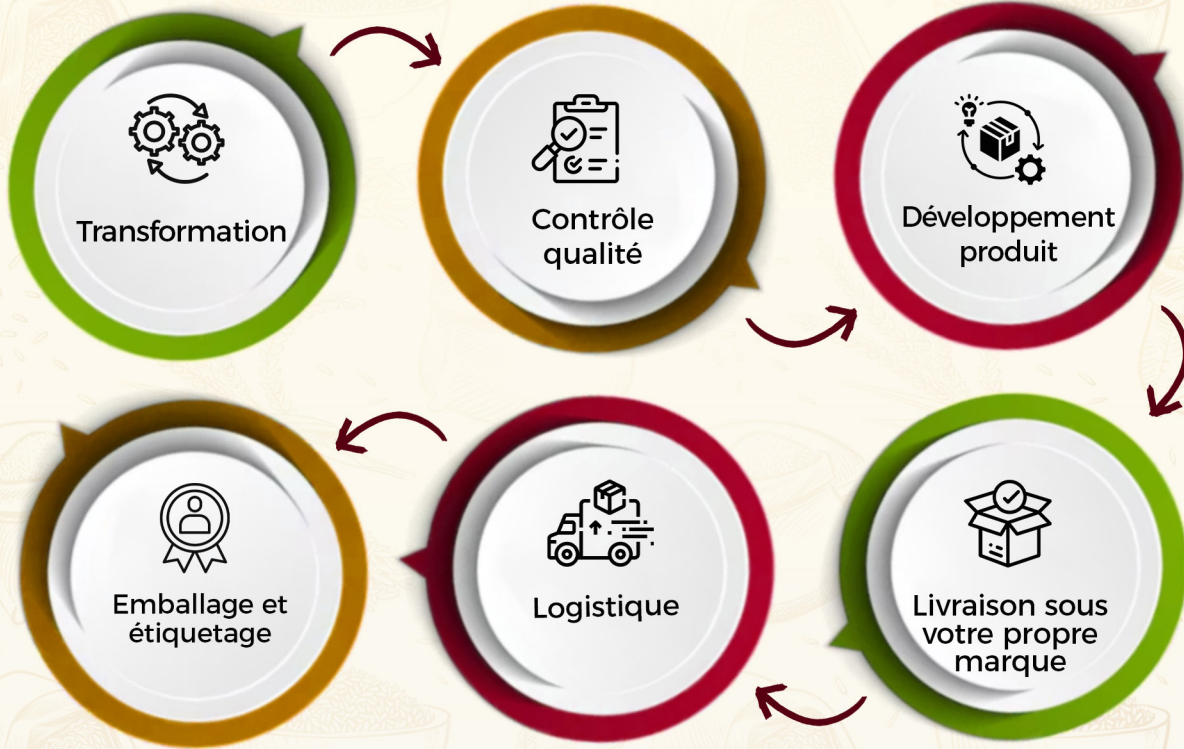 Transformation
Contrôle
qualité
Développement
produit
Emballage et
étiquetage
Logistique
Livraison sous
votre propre
marque